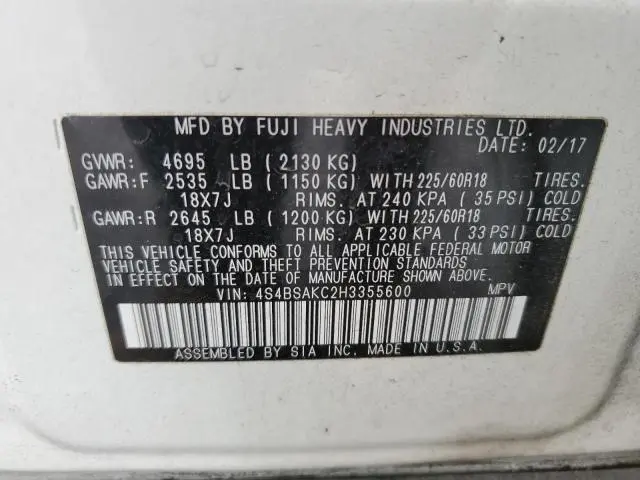 MFD BY FUJI HEAVY INDUSTRIES LTD.
DATE: 02/17
GVWR: 4695 LB ( 2130 KG)
GAWR:F 2535 LB ( 1150 KG) WITH 225/60R18 TIRES.
18X7J RIMS. AT 240 KPA ( 35 PSI) COLD
GAWR:R 2645 LB ( 1200 KG) WITH 225/60R18 TIRES.
18X7J RIMS. AT 230 KPA ( 33 PSI) COLD
THIS VEHICLE CONFORMS TO ALL APPLICABLE FEDERAL MOTOR
VEHICLE SAFETY AND THEFT PREVENTION STANDARDS
IN EFFECT ON THE DATE OF MANUFACTURE SHOWN ABOVE.
VIN: 4S4BSAKC2H3355600 MPV
ASSEMBLED BY SIA INC. MADE IN U.S.A.